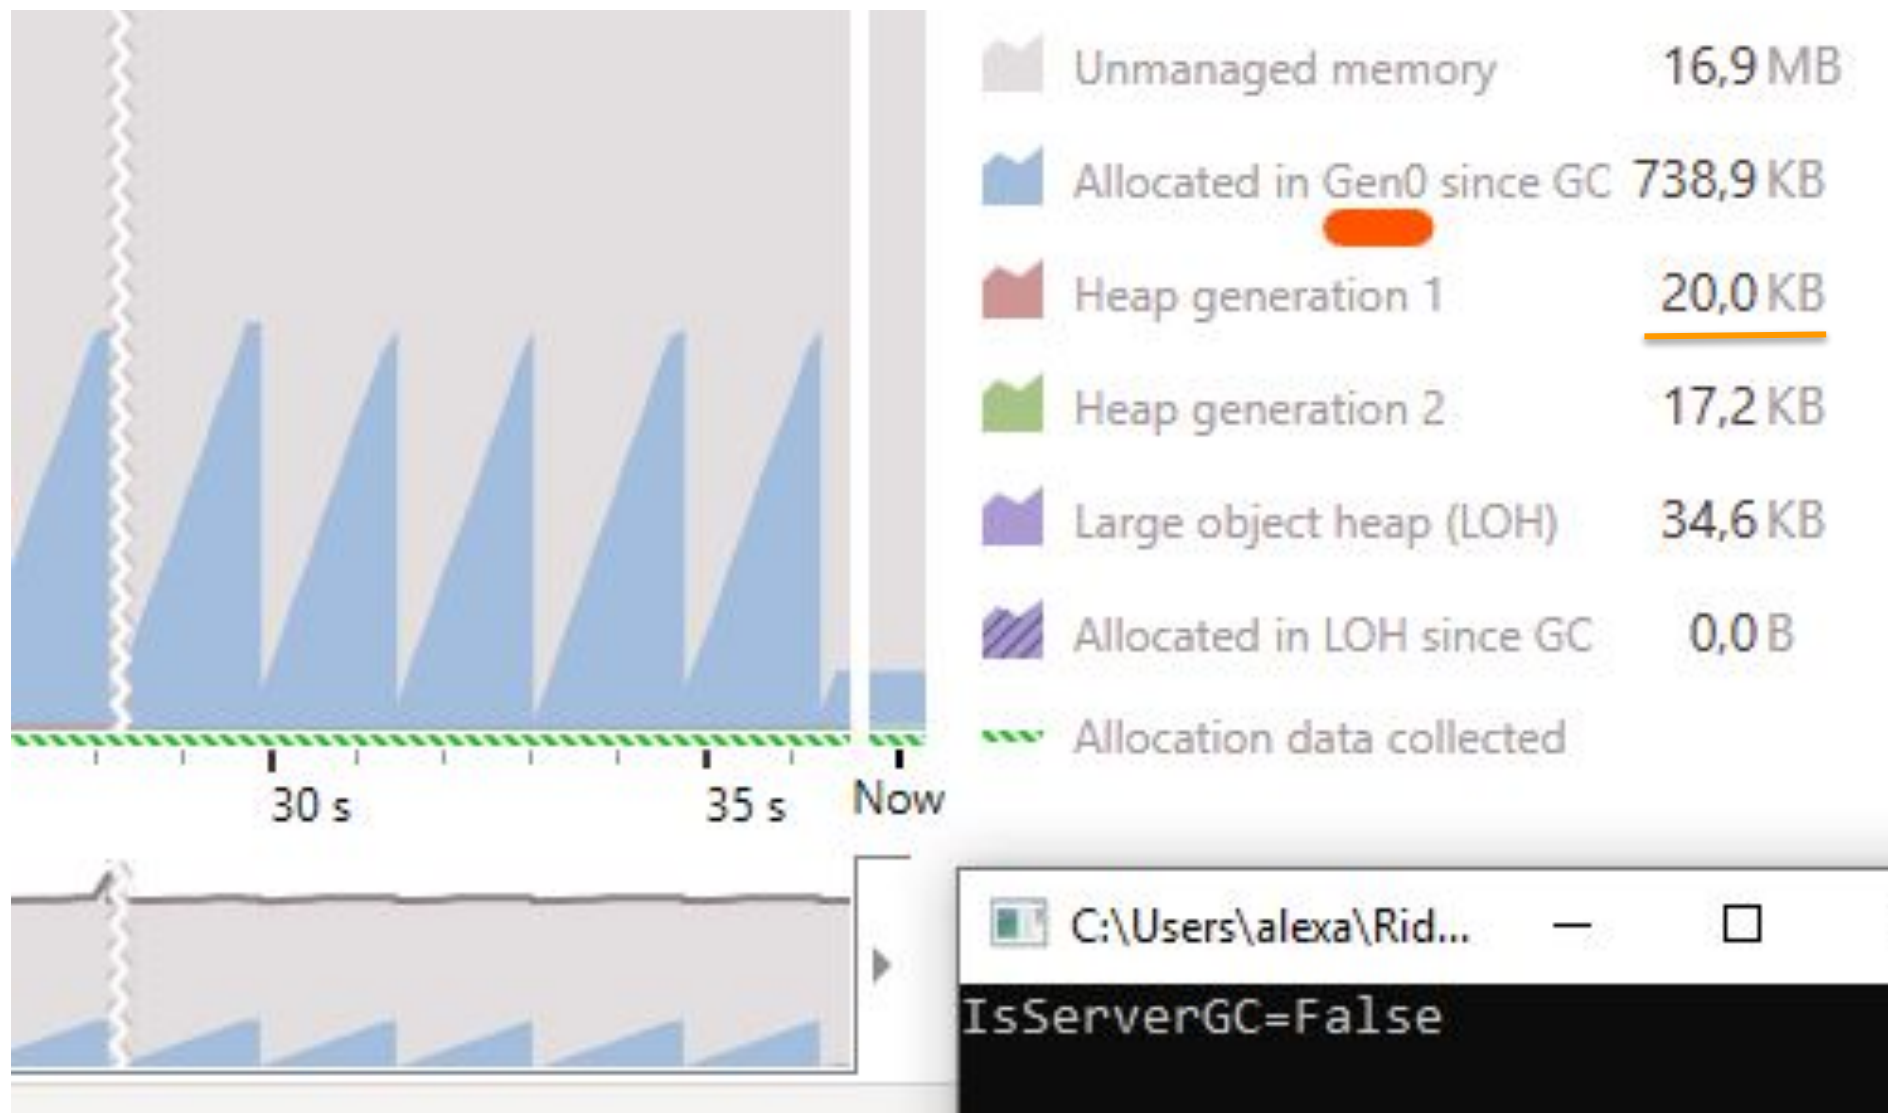 Unmanaged memory 16,9 MB
Allocated in Gen0 since GC 738,9 KB
Heap generation 1 20,0 KB
Heap generation 2 17,2 KB
Large object heap (LOH) 34,6 KB
Allocated in LOH since GC 0,0 B
Allocation data collected
30 s 35 s Now
C:\Users\alexa\Rid...
IsServerGC=False